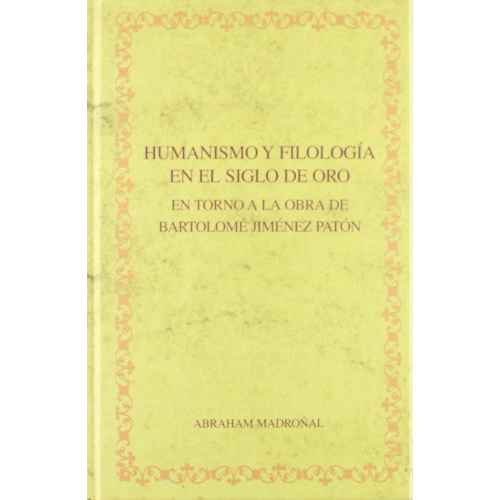 HUMANISMO Y FILOLOGÍA
EN EL SIGLO DE ORO
EN TORNO A LA OBRA DE
BARTOLOMÉ JIMÉNEZ PATÓN
ABRAHAM MADROÑAL